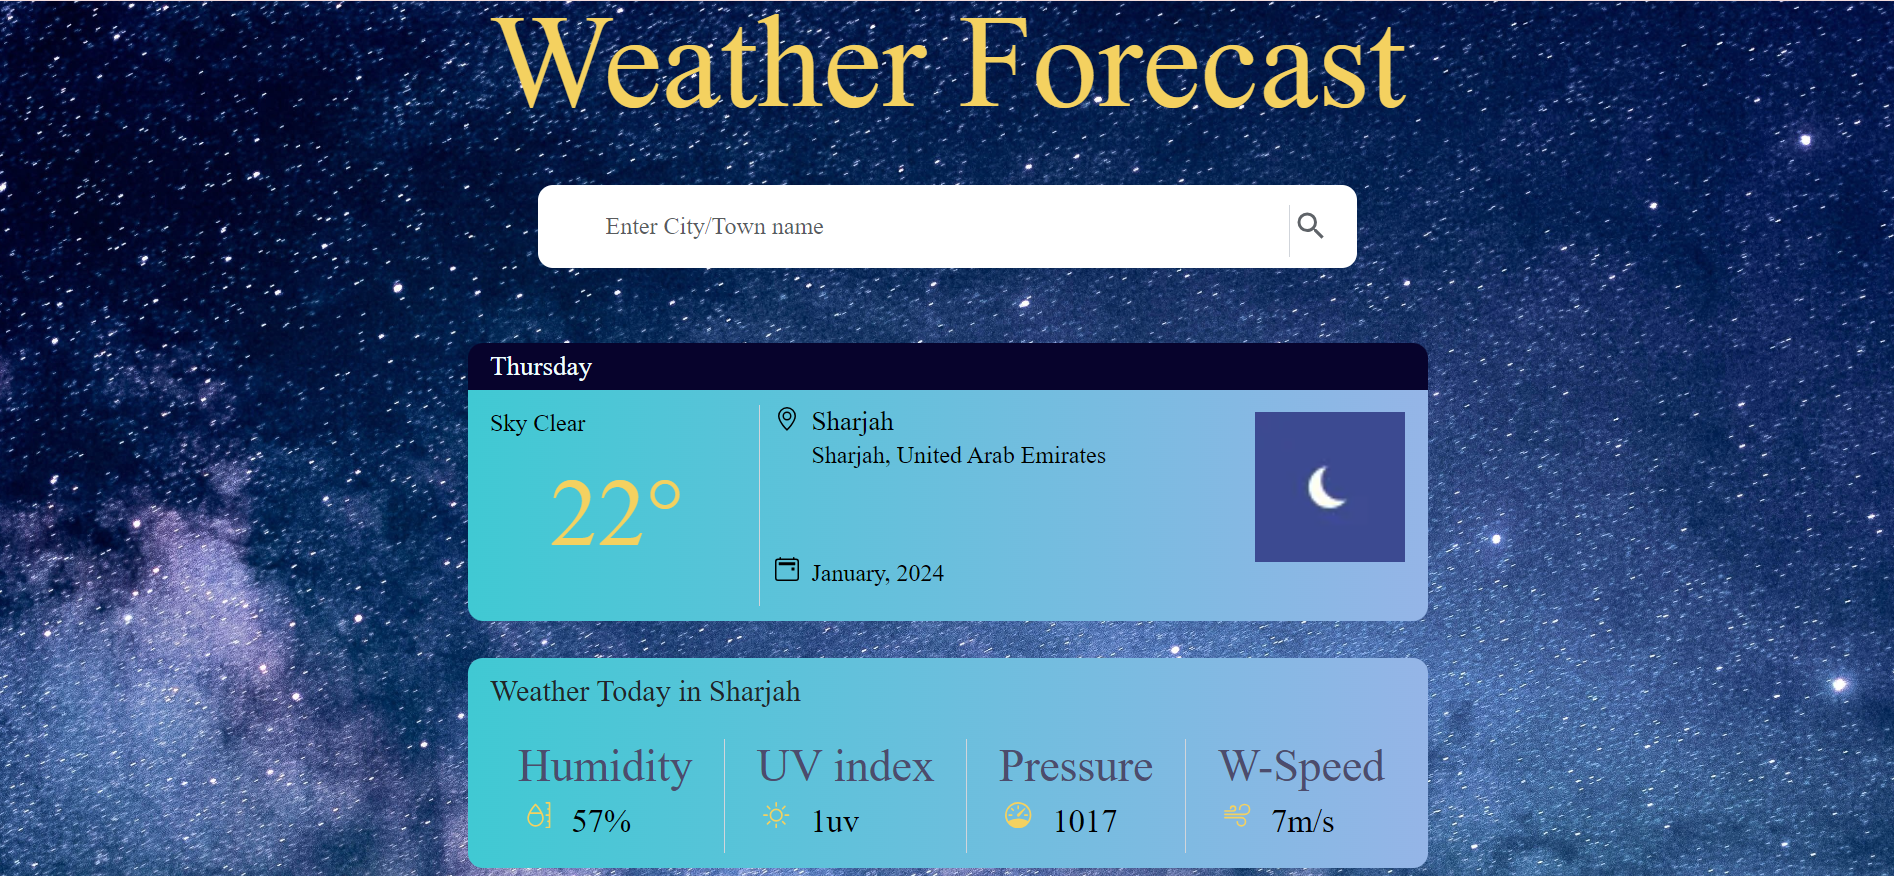 Weather Forecast
Enter City/Town name
Thursday
Sky Clear
22°
Sharjah
Sharjah, United Arab Emirates
January, 2024
Weather Today in Sharjah
Humidity
57%
UV index
1uv
Pressure
1017
W-Speed
7m/s